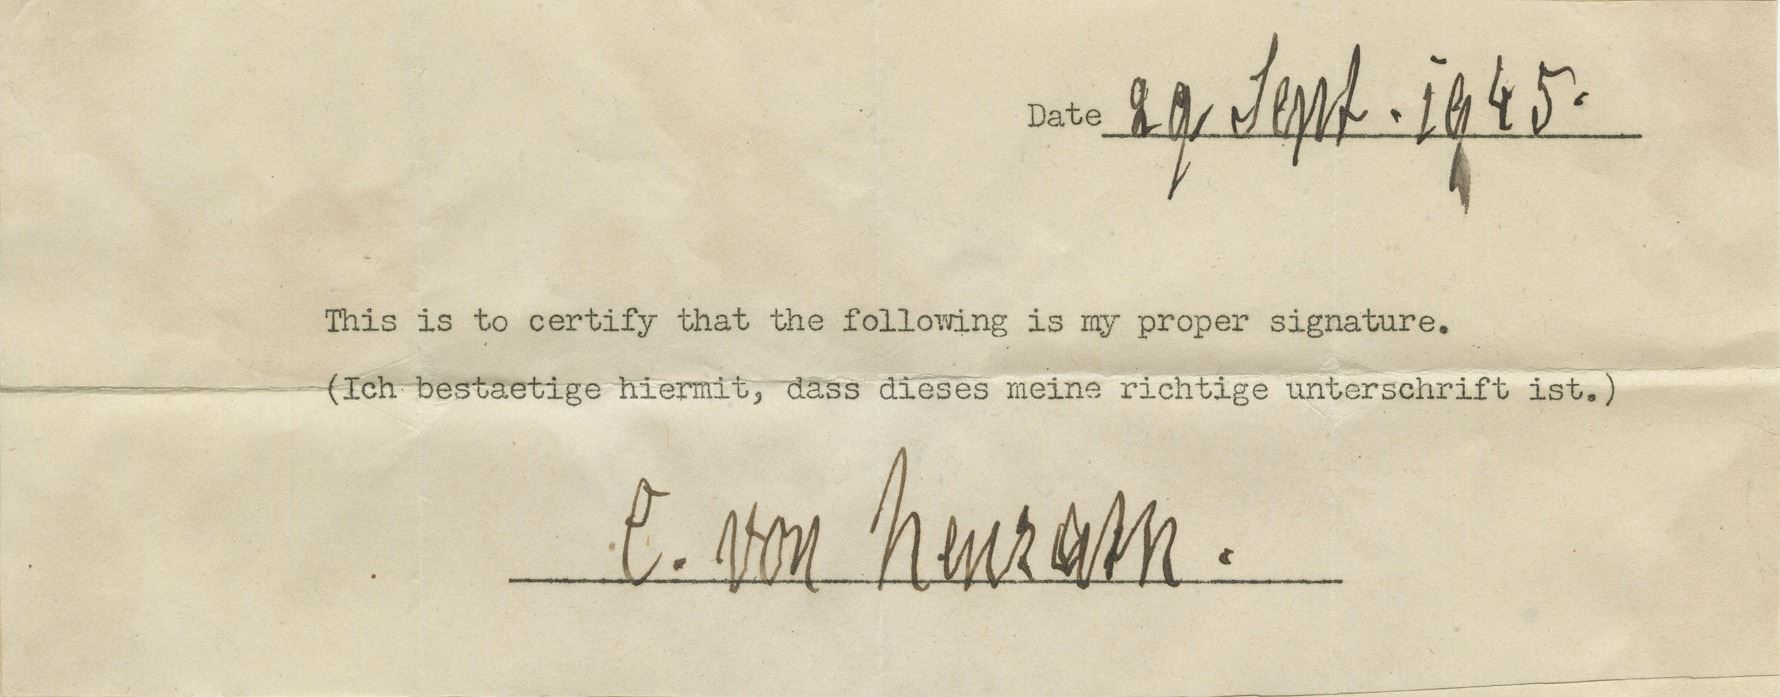 Date 29 Sept. 1945.
This is to certify that the following is my proper signature.
(Ich bestaetige hiermit, dass dieses meine richtige unterschrift ist.)
C. von Neurath.